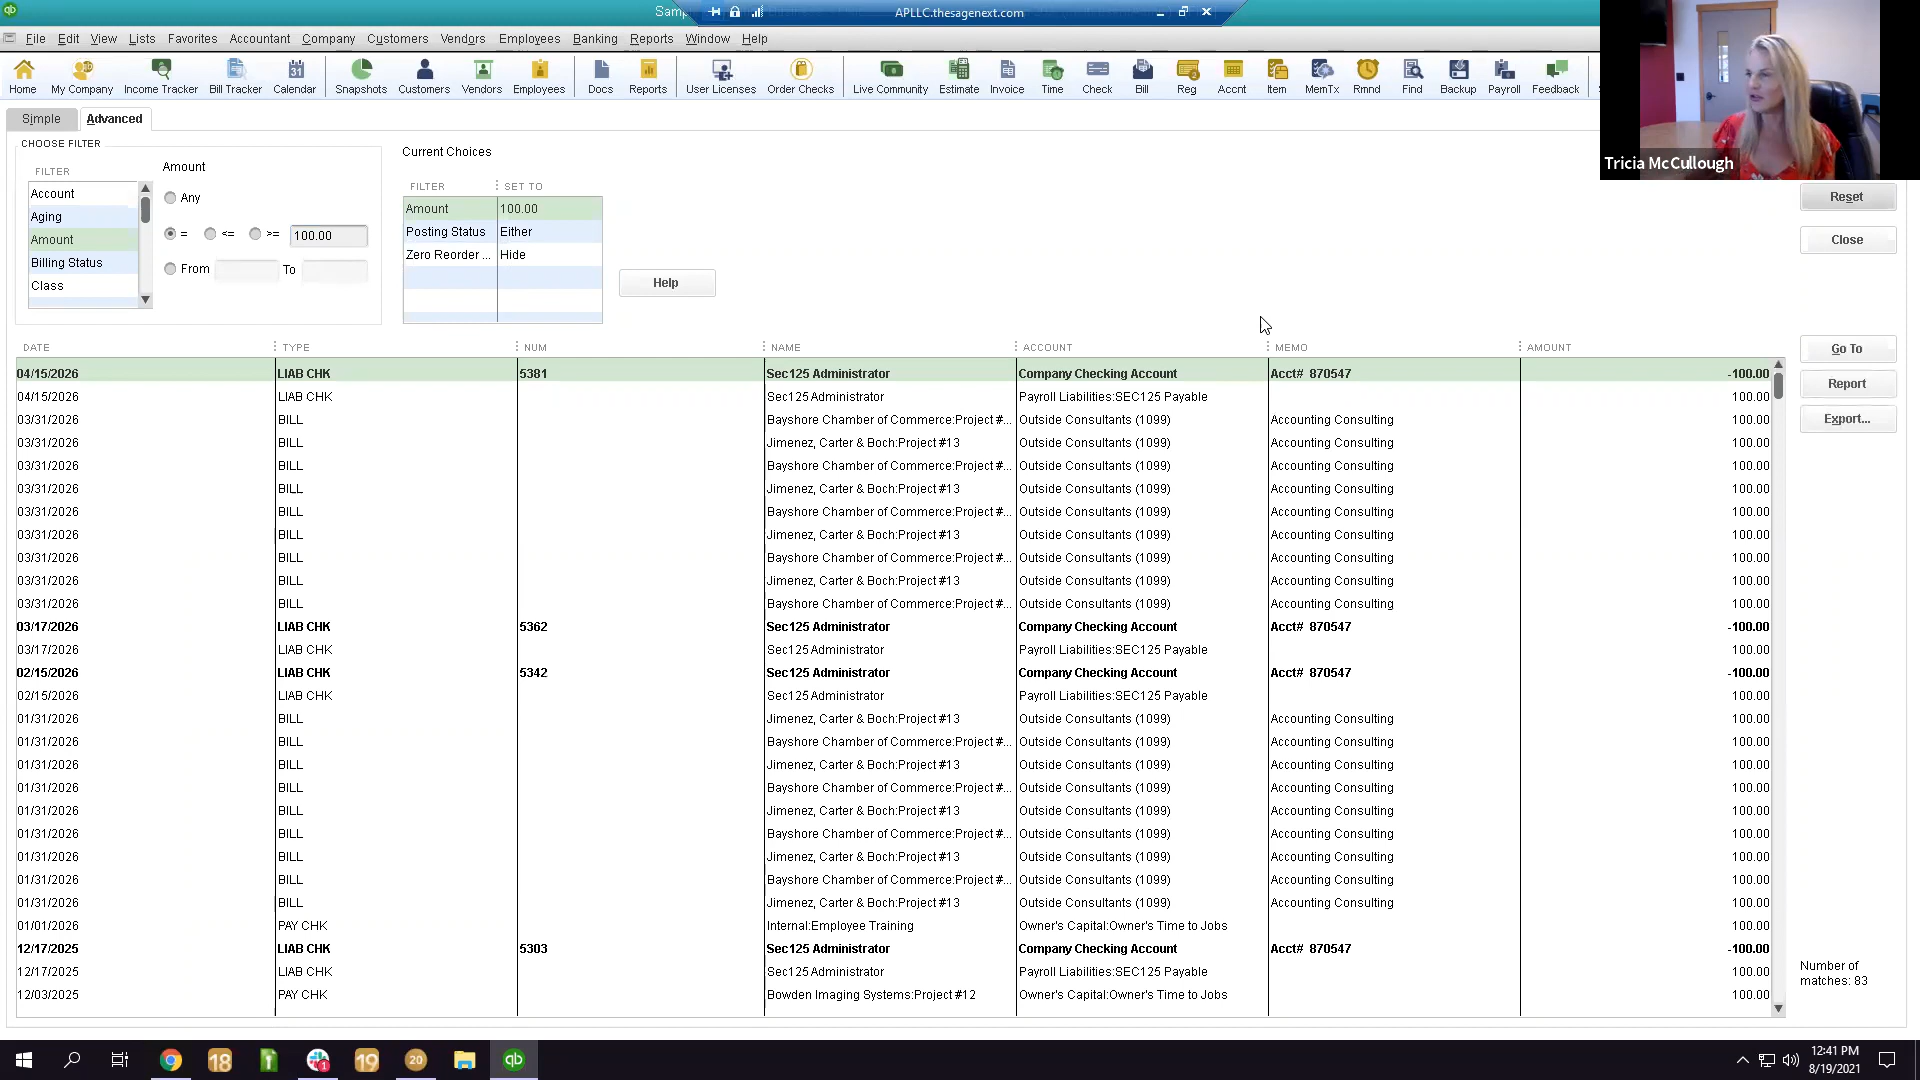 Samp APLLC.thesagenext.com
File Edit View Lists Favorites Accountant Company Customers Vendors Employees Banking Reports Window Help
Home My Company Income Tracker Bill Tracker Calendar Snapshots Customers Vendors Employees Docs Reports User Licenses Order Checks Live Community Estimate Invoice Time Check Bill Reg Accnt Item MemTx Rmnd Find Backup Payroll Feedback
Simple Advanced
Tricia McCullough
CHOOSE FILTER
FILTER
Account
Aging
Amount
Billing Status
Class
Amount
Any
= <= >= 100.00
From To
Current Choices
FILTER SET TO
Amount 100.00
Posting Status Either
Zero Reorder ... Hide
Help
Reset
Close
DATE TYPE NUM NAME ACCOUNT MEMO AMOUNT
04/15/2026 LIAB CHK 5381 Sec125 Administrator Company Checking Account Acct# 870547 -100.00
04/15/2026 LIAB CHK Sec125 Administrator Payroll Liabilities:SEC125 Payable 100.00
03/31/2026 BILL Bayshore Chamber of Commerce:Project #... Outside Consultants (1099) Accounting Consulting 100.00
03/31/2026 BILL Jimenez, Carter & Boch:Project #13 Outside Consultants (1099) Accounting Consulting 100.00
03/31/2026 BILL Bayshore Chamber of Commerce:Project #... Outside Consultants (1099) Accounting Consulting 100.00
03/31/2026 BILL Jimenez, Carter & Boch:Project #13 Outside Consultants (1099) Accounting Consulting 100.00
03/31/2026 BILL Bayshore Chamber of Commerce:Project #... Outside Consultants (1099) Accounting Consulting 100.00
03/31/2026 BILL Jimenez, Carter & Boch:Project #13 Outside Consultants (1099) Accounting Consulting 100.00
03/31/2026 BILL Bayshore Chamber of Commerce:Project #... Outside Consultants (1099) Accounting Consulting 100.00
03/31/2026 BILL Jimenez, Carter & Boch:Project #13 Outside Consultants (1099) Accounting Consulting 100.00
03/31/2026 BILL Bayshore Chamber of Commerce:Project #... Outside Consultants (1099) Accounting Consulting 100.00
03/17/2026 LIAB CHK 5362 Sec125 Administrator Company Checking Account Acct# 870547 -100.00
03/17/2026 LIAB CHK Sec125 Administrator Payroll Liabilities:SEC125 Payable 100.00
02/15/2026 LIAB CHK 5342 Sec125 Administrator Company Checking Account Acct# 870547 -100.00
02/15/2026 LIAB CHK Sec125 Administrator Payroll Liabilities:SEC125 Payable 100.00
01/31/2026 BILL Jimenez, Carter & Boch:Project #13 Outside Consultants (1099) Accounting Consulting 100.00
01/31/2026 BILL Bayshore Chamber of Commerce:Project #... Outside Consultants (1099) Accounting Consulting 100.00
01/31/2026 BILL Jimenez, Carter & Boch:Project #13 Outside Consultants (1099) Accounting Consulting 100.00
01/31/2026 BILL Bayshore Chamber of Commerce:Project #... Outside Consultants (1099) Accounting Consulting 100.00
01/31/2026 BILL Jimenez, Carter & Boch:Project #13 Outside Consultants (1099) Accounting Consulting 100.00
01/31/2026 BILL Bayshore Chamber of Commerce:Project #... Outside Consultants (1099) Accounting Consulting 100.00
01/31/2026 BILL Jimenez, Carter & Boch:Project #13 Outside Consultants (1099) Accounting Consulting 100.00
01/31/2026 BILL Bayshore Chamber of Commerce:Project #... Outside Consultants (1099) Accounting Consulting 100.00
01/31/2026 BILL Jimenez, Carter & Boch:Project #13 Outside Consultants (1099) Accounting Consulting 100.00
01/01/2026 PAY CHK Internal:Employee Training Owner's Capital:Owner's Time to Jobs 100.00
12/17/2025 LIAB CHK 5303 Sec125 Administrator Company Checking Account Acct# 870547 -100.00
12/17/2025 LIAB CHK Sec125 Administrator Payroll Liabilities:SEC125 Payable 100.00
12/03/2025 PAY CHK Bowden Imaging Systems:Project #12 Owner's Capital:Owner's Time to Jobs 100.00
Go To
Report
Export...
Number of
matches: 83
18 1 19 20 qb
12:41 PM
8/19/2021